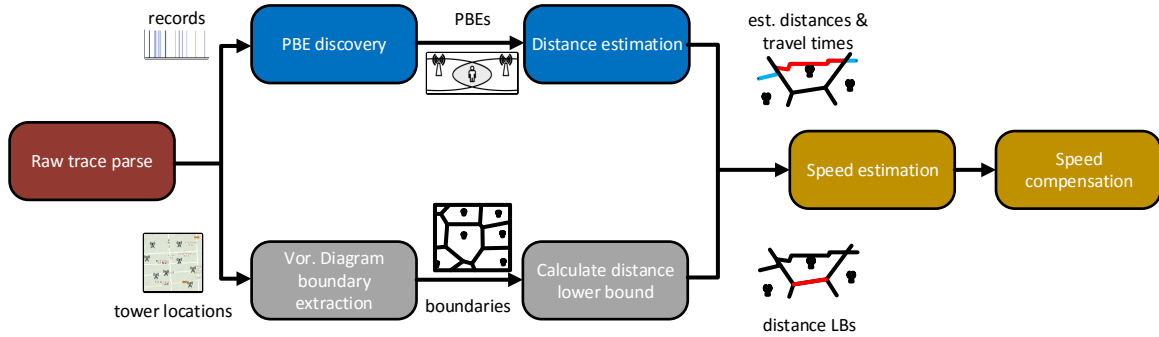 records
PBE discovery
PBEs
Distance estimation
est. distances &
travel times
Raw trace parse
Speed estimation
Speed
compensation
tower locations
Vor. Diagram
boundary
extraction
boundaries
Calculate distance
lower bound
distance LBs